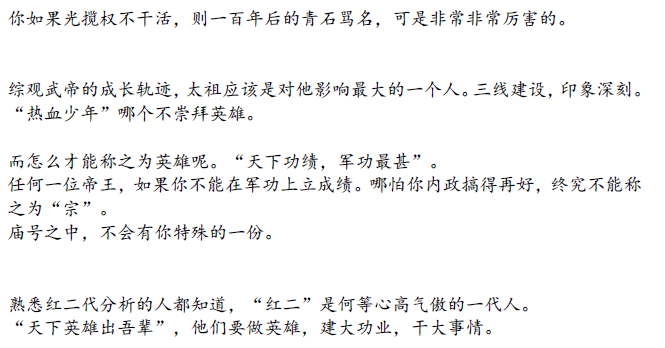 你如果光揽权不干活，则一百年后的青石骂名，可是非常非常厉害的。
综观武帝的成长轨迹，太祖应该是对他影响最大的一个人。三线建设，印象深刻。
“热血少年”哪个不崇拜英雄。
而怎么才能称之为英雄呢。“天下功绩，军功最甚”。
任何一位帝王，如果你不能在军功上立成绩。哪怕你内政搞得再好，终究不能称
之为“宗”。
庙号之中，不会有你特殊的一份。
熟悉红二代分析的人都知道，“红二”是何等心高气傲的一代人。
“天下英雄出吾辈”，他们要做英雄，建大功业，干大事情。